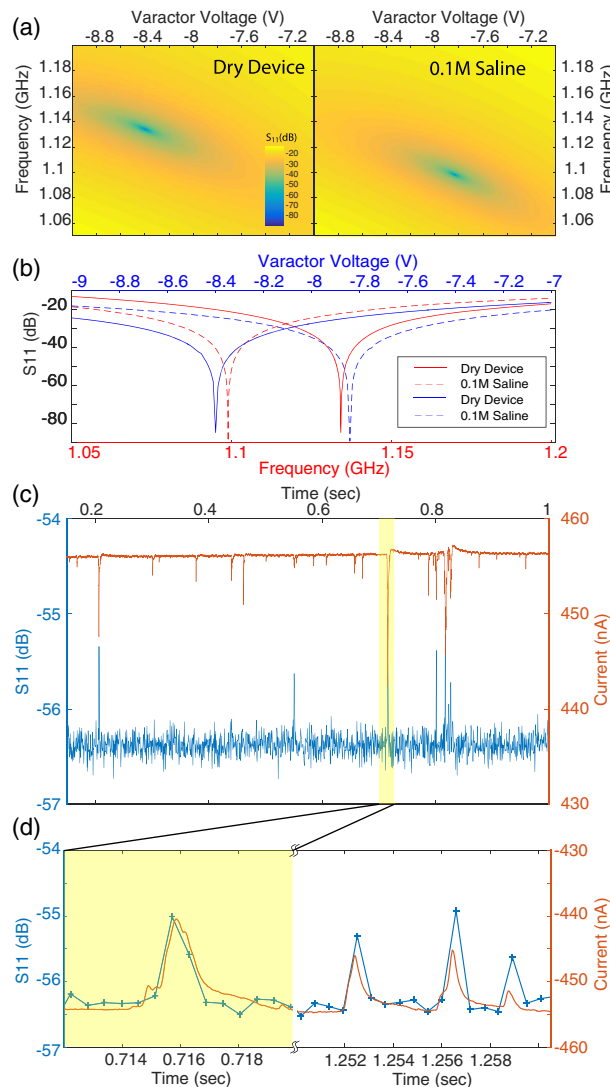 (a)
Varactor Voltage (V)
Varactor Voltage (V)
-8.8 -8.4 -8 -7.6 -7.2
-8.8 -8.4 -8 -7.6 -7.2
Dry Device
0.1M Saline
Frequency (GHz)
1.18
1.16
1.14
1.12
1.1
1.08
1.06
S11(dB)
-20
-30
-40
-50
-60
-70
-80
1.18
1.16
1.14
1.12
1.1
1.08
1.06
Frequency (GHz)
(b)
Varactor Voltage (V)
-9 -8.8 -8.6 -8.4 -8.2 -8 -7.8 -7.6 -7.4 -7.2 -7
S11 (dB)
-20
-40
-60
-80
Dry Device
0.1M Saline
Dry Device
0.1M Saline
1.05 1.1 1.15 1.2
Frequency (GHz)
(c)
Time (sec)
0.2 0.4 0.6 0.8 1
S11 (dB)
-54
-55
-56
-57
460
450
440
430
Current (nA)
(d)
S11 (dB)
-54
-55
-56
-57
-430
-440
-450
-460
Current (nA)
0.714 0.716 0.718
1.252 1.254 1.256 1.258
Time (sec)
Time (sec)